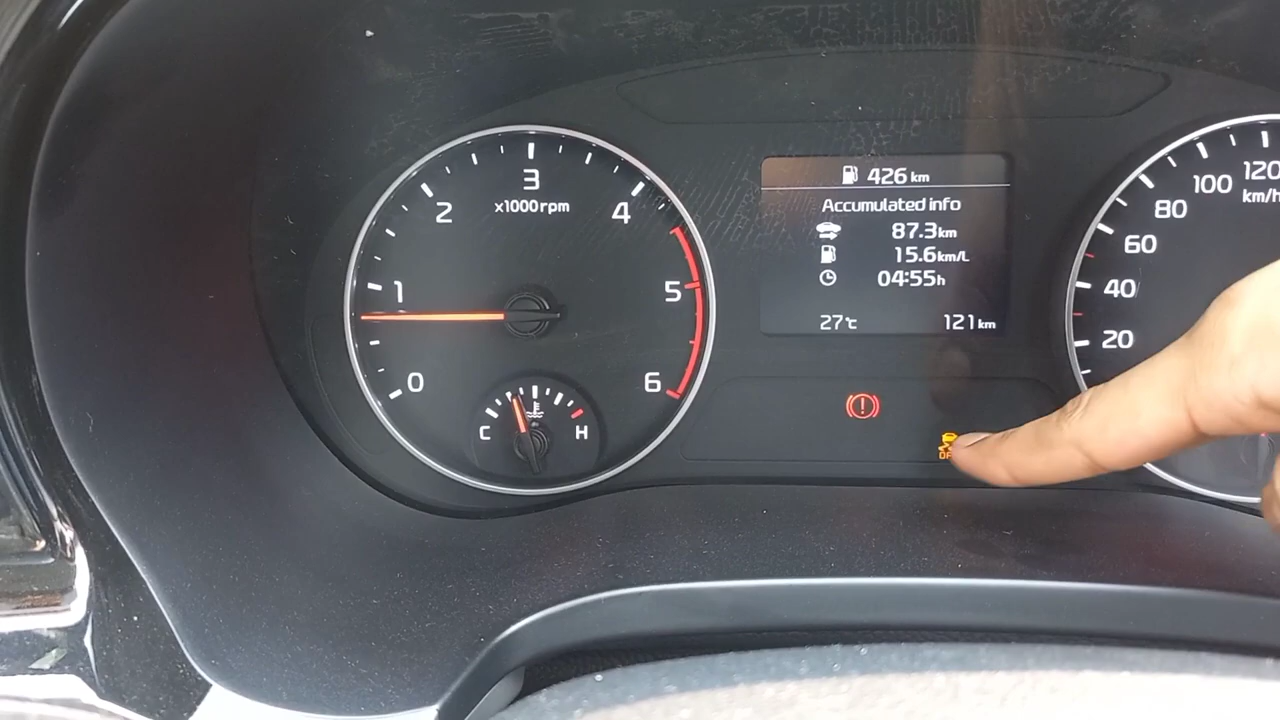 3
2
4
x1000rpm
1
5
0
6
C
H
426 km
Accumulated info
87.3km
15.6km/L
04:55h
27℃
121km
120
100
km/h
80
60
40
20